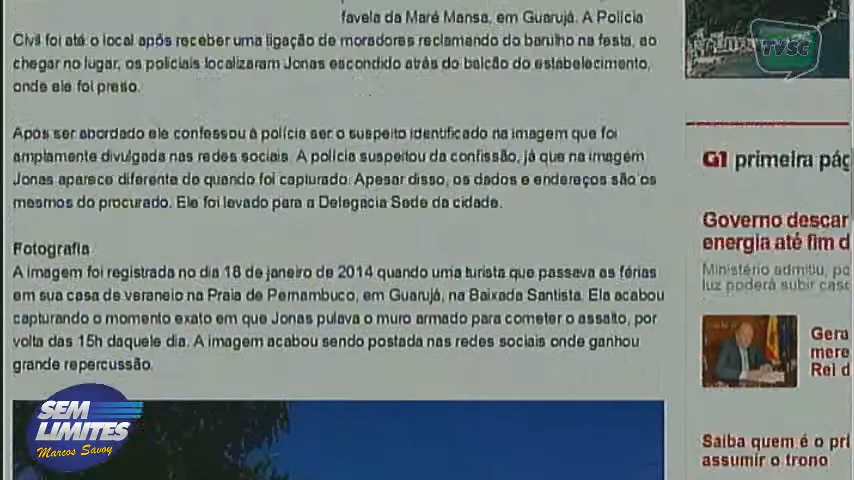 favela da Maré Mansa, em Guarujá. A Polícia
Civil foi até o local após receber uma ligação de moradores reclamando do barulho na festa, ao
chegar no lugar, os policiais localizaram Jonas escondido atrás do balcão do estabelecimento,
onde ele foi preso.
Após ser abordado ele confessou à polícia ser o suspeito identificado na imagem que foi
amplamente divulgada nas redes sociais. A polícia suspeitou da confissão, já que na imagem
Jonas aparece diferente do quando foi capturado. Apesar disso, os dados e endereços são os
mesmos do procurado. Ele foi levado para a Delegacia Sede da cidade.
Fotografia
A imagem foi registrada no dia 18 de janeiro de 2014 quando uma turista que passava as férias
em sua casa de veraneio na Praia de Pernambuco, em Guarujá, na Baixada Santista. Ela acabou
capturando o momento exato em que Jonas pulava o muro armado para cometer o assalto, por
volta das 15h daquele dia. A imagem acabou sendo postada nas redes sociais onde ganhou
grande repercussão.
TVSC
G1 primeira pág
Governo descar
energia até fim d
Ministério admitiu, po
luz poderá subir caso
Gera
mere
Rei d
Saiba quem é o pri
assumir o trono
SEM
LIMITES
Marcos Savoy